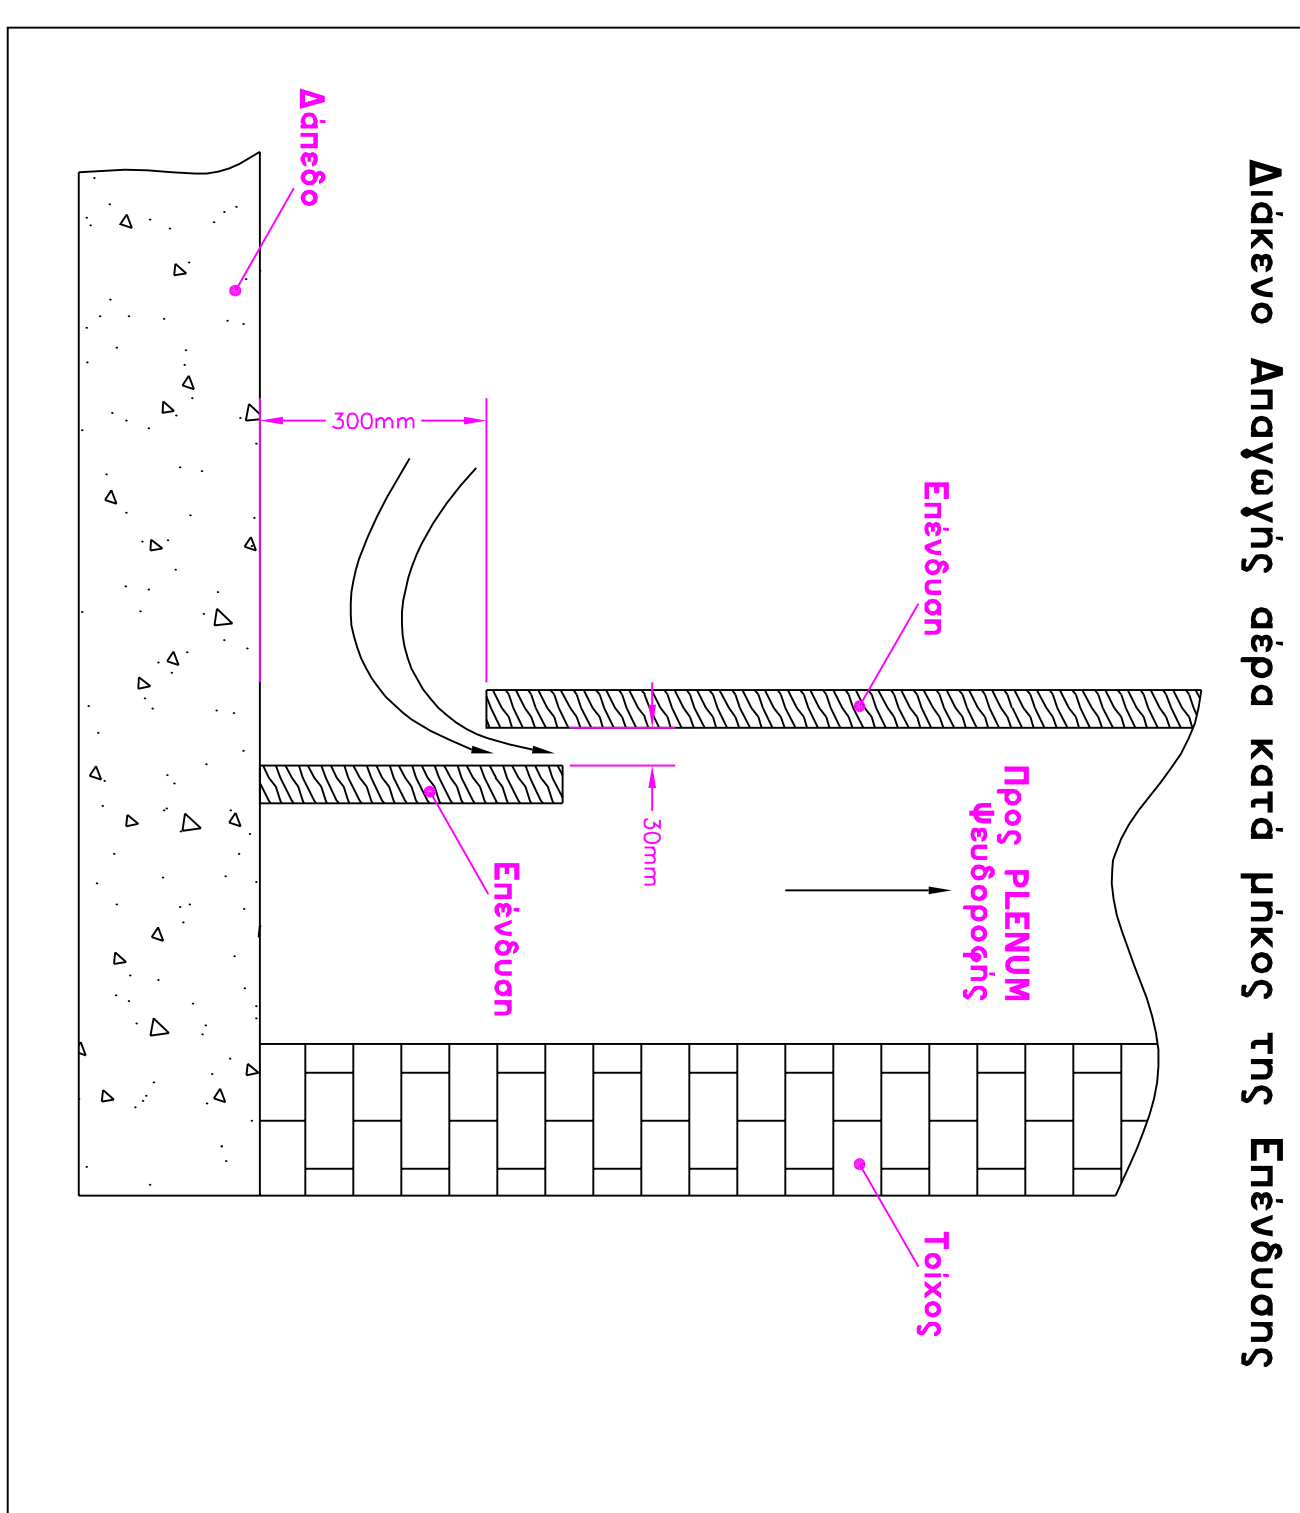 Διάκενο Απαγωγής αέρα κατά μήκος της Επένδυσης
Δάπεδο
300mm
Επένδυση
30mm
Επένδυση
Προς PLENUM
Ψευδοροφής
Τοίχος